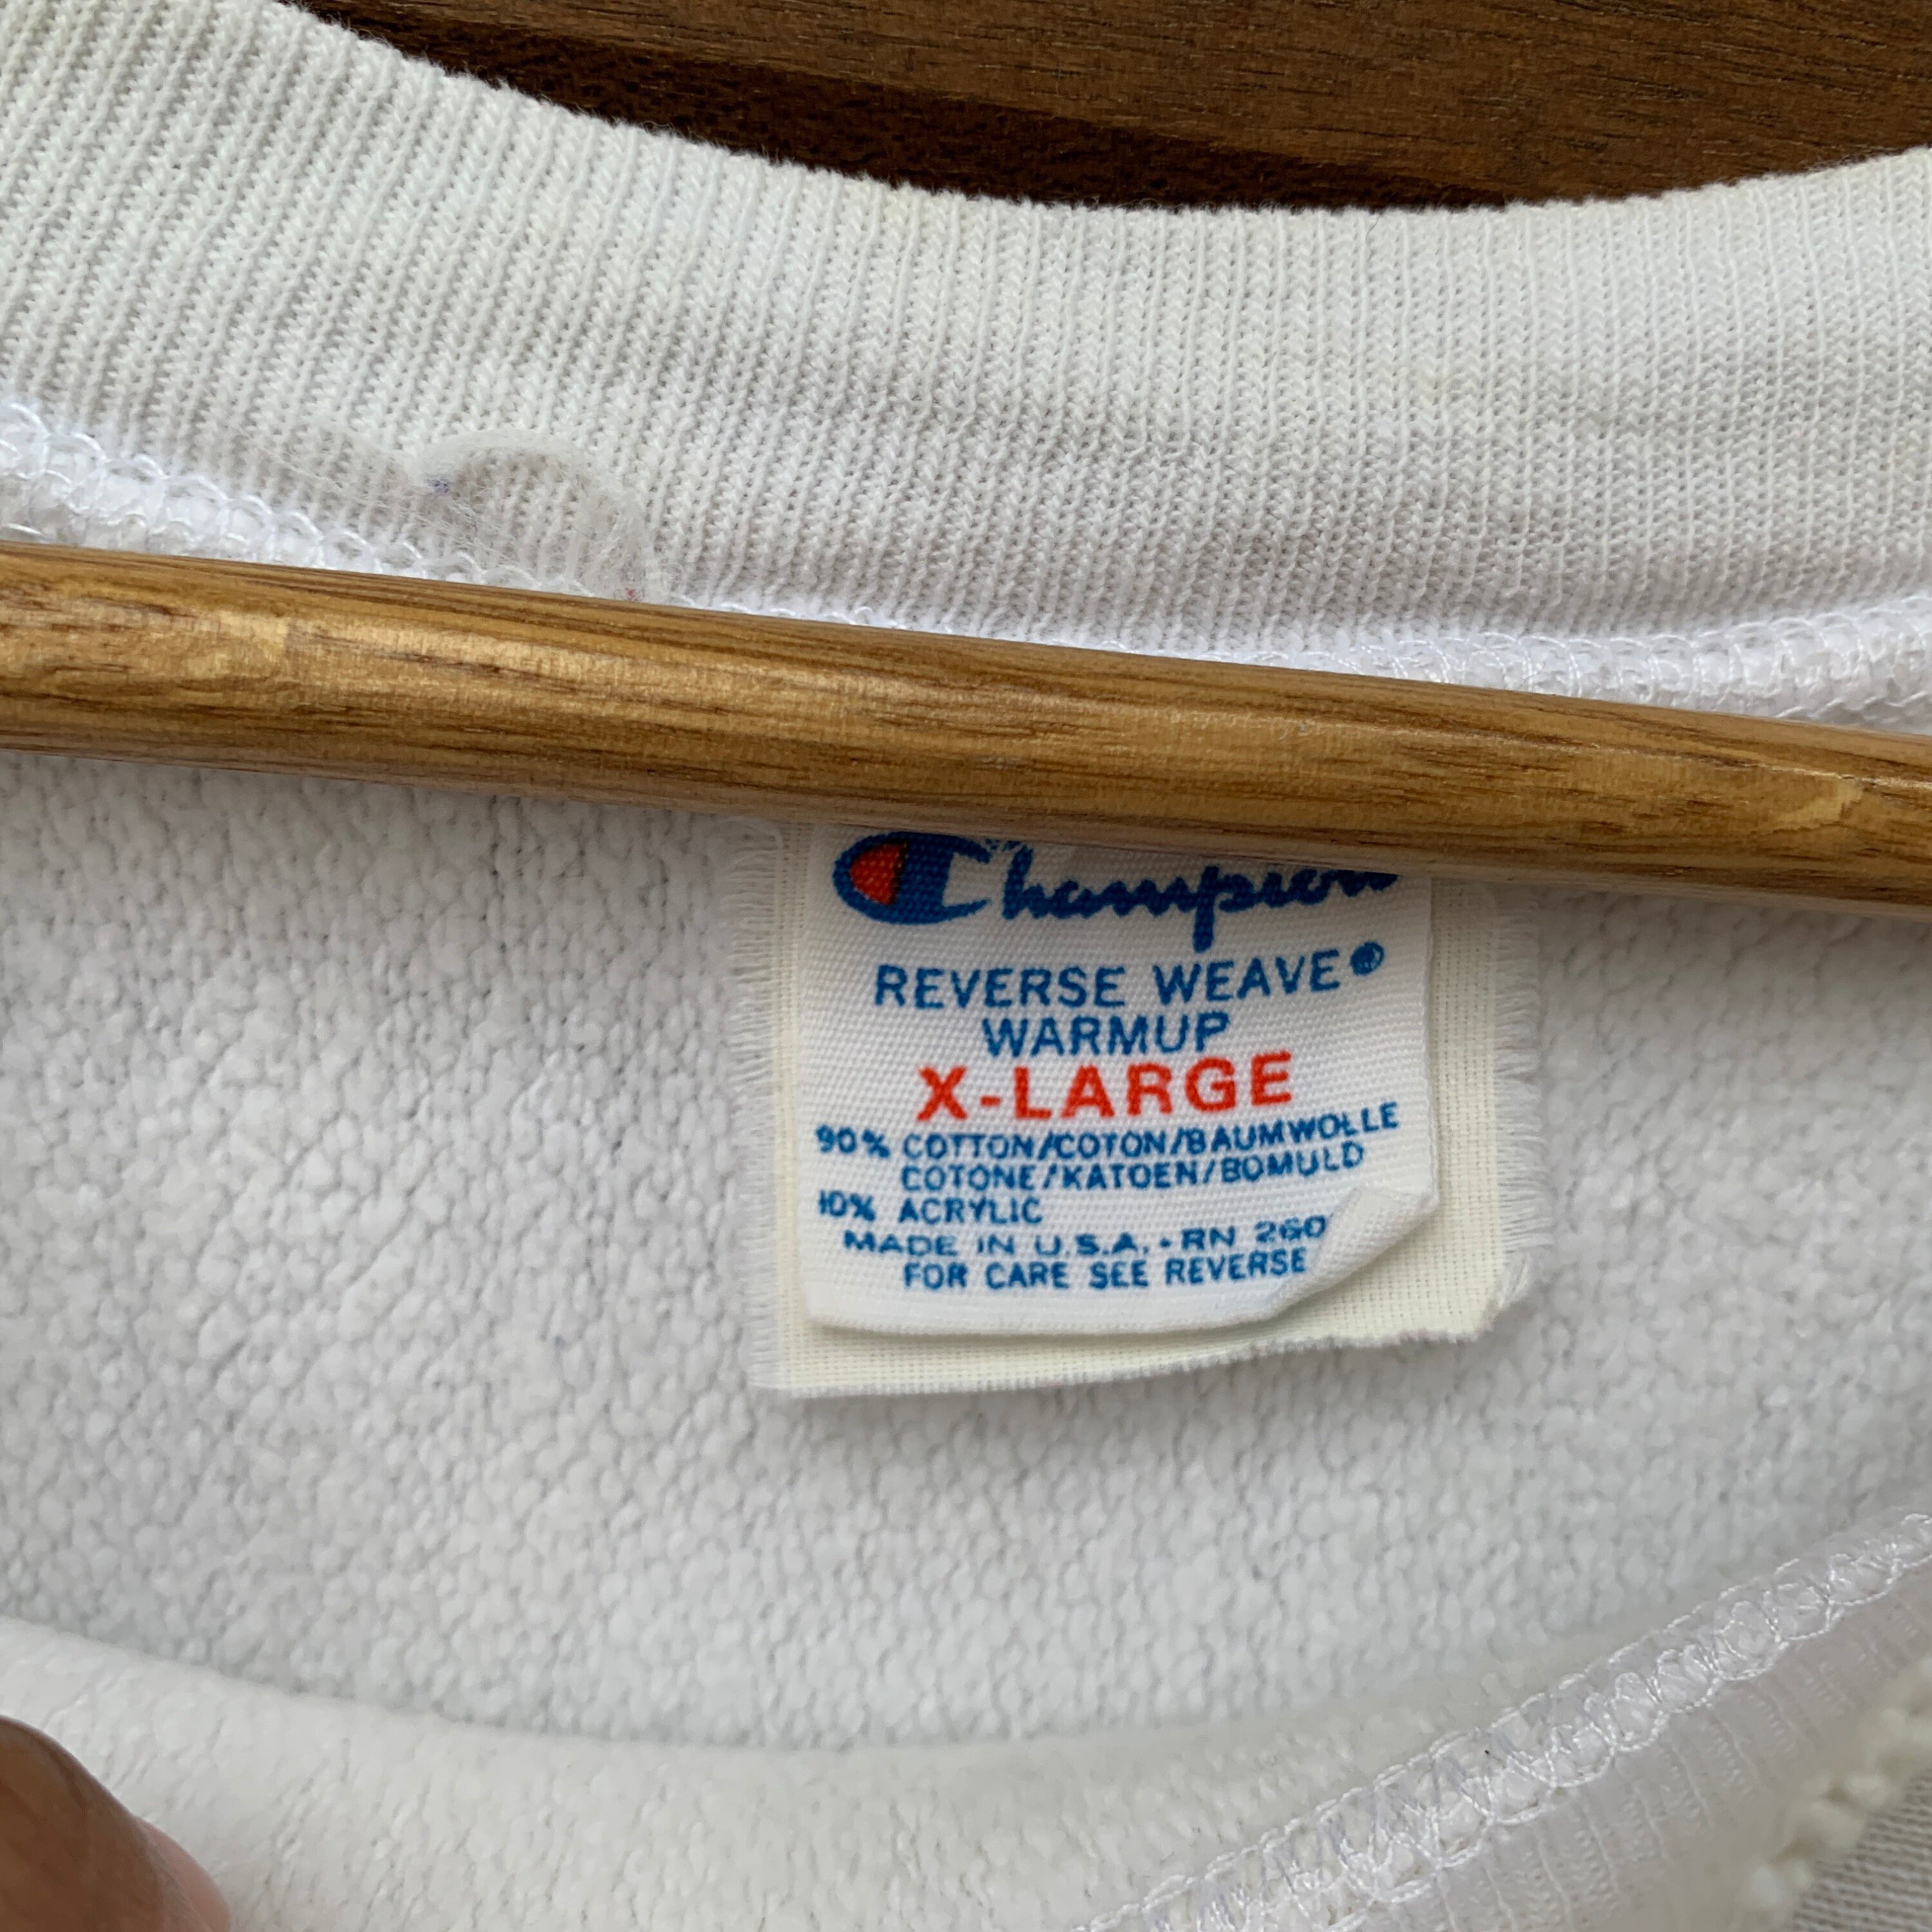 Champion
REVERSE WEAVE®
WARMUP
X-LARGE
90% COTTON/COTON/BAUMWOLLE
COTONE/KATOEN/BOMULD
10% ACRYLIC
MADE IN U.S.A. • RN 260
FOR CARE SEE REVERSE